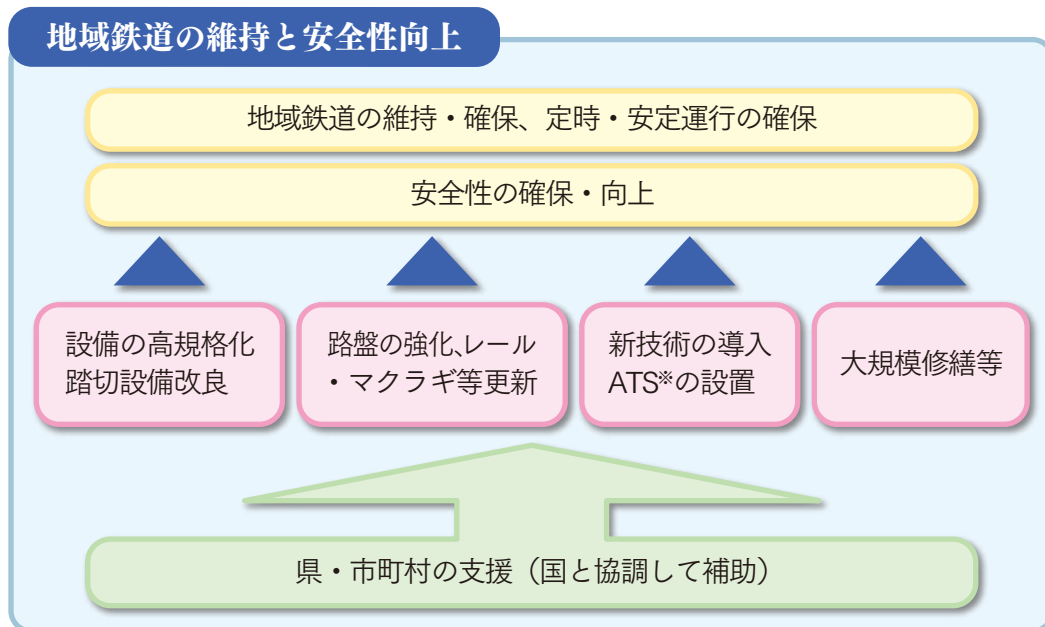 地域鉄道の維持と安全性向上
地域鉄道の維持・確保、定時・安定運行の確保
安全性の確保・向上
設備の高規格化
踏切設備改良
路盤の強化、レール
・マクラギ等更新
新技術の導入
ATS※の設置
大規模修繕等
県・市町村の支援（国と協調して補助）